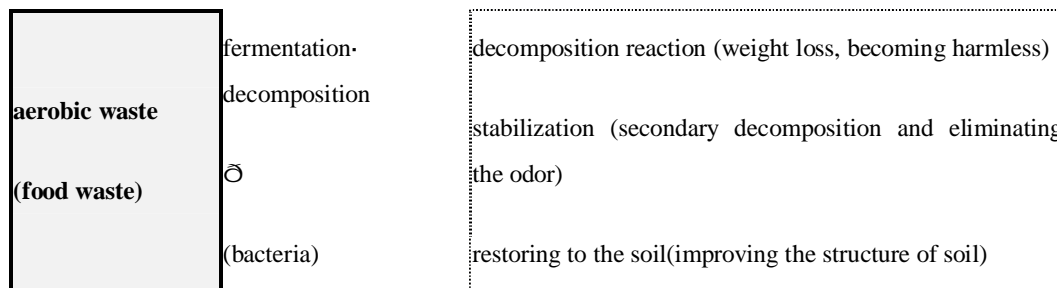 aerobic waste
(food waste)
fermentation·
decomposition
ð
(bacteria)
decomposition reaction (weight loss, becoming harmless)
stabilization (secondary decomposition and eliminating
the odor)
restoring to the soil(improving the structure of soil)